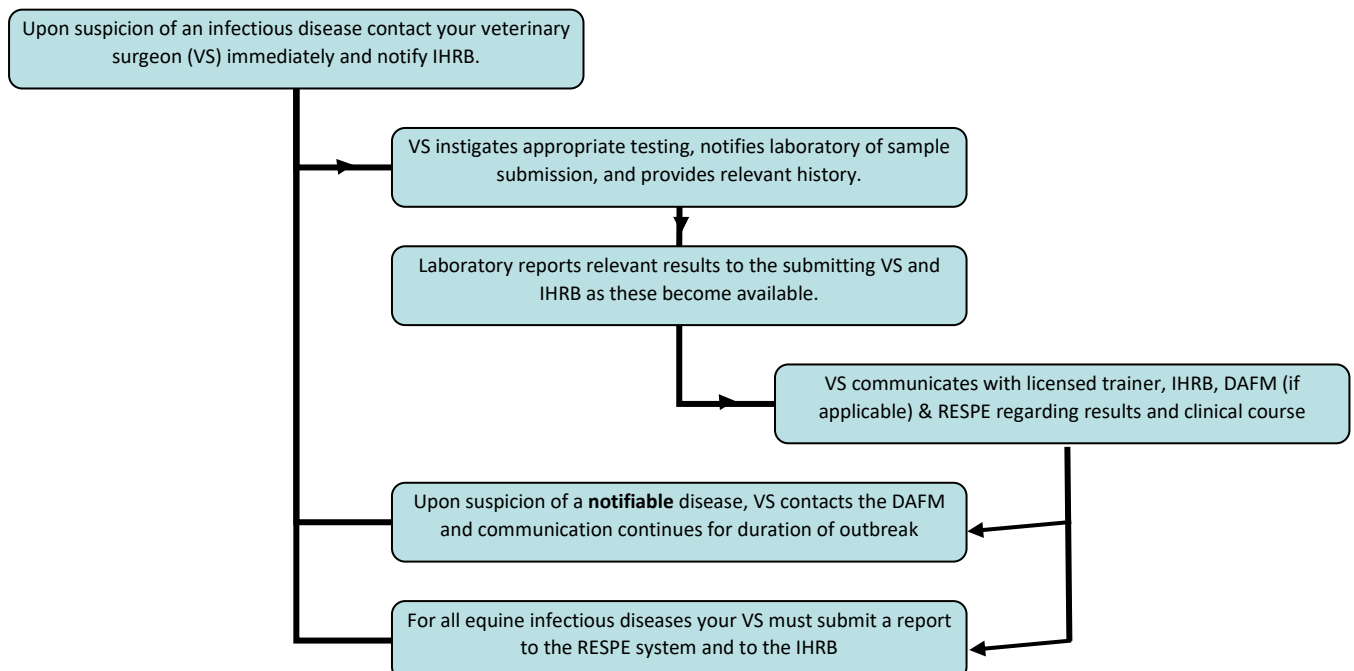 Upon suspicion of an infectious disease contact your veterinary
surgeon (VS) immediately and notify IHRB.
VS instigates appropriate testing, notifies laboratory of sample
submission, and provides relevant history.
Laboratory reports relevant results to the submitting VS and
IHRB as these become available.
VS communicates with licensed trainer, IHRB, DAFM (if
applicable) & RESPE regarding results and clinical course
Upon suspicion of a notifiable disease, VS contacts the DAFM
and communication continues for duration of outbreak
For all equine infectious diseases your VS must submit a report
to the RESPE system and to the IHRB